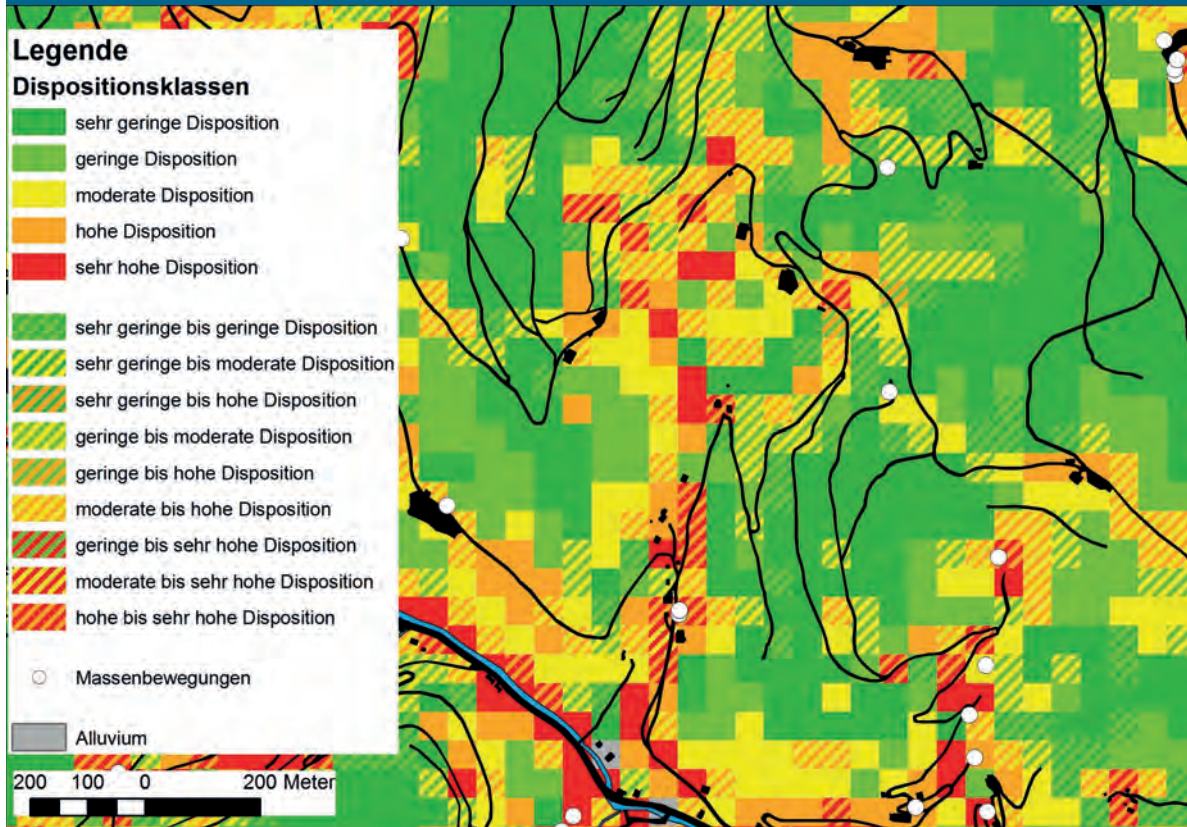 Legende
Dispositionsklassen
sehr geringe Disposition
geringe Disposition
moderate Disposition
hohe Disposition
sehr hohe Disposition
sehr geringe bis geringe Disposition
sehr geringe bis moderate Disposition
sehr geringe bis hohe Disposition
geringe bis moderate Disposition
geringe bis hohe Disposition
moderate bis hohe Disposition
geringe bis sehr hohe Disposition
moderate bis sehr hohe Disposition
hohe bis sehr hohe Disposition
Massenbewegungen
Alluvium
200 100 0 200 Meter